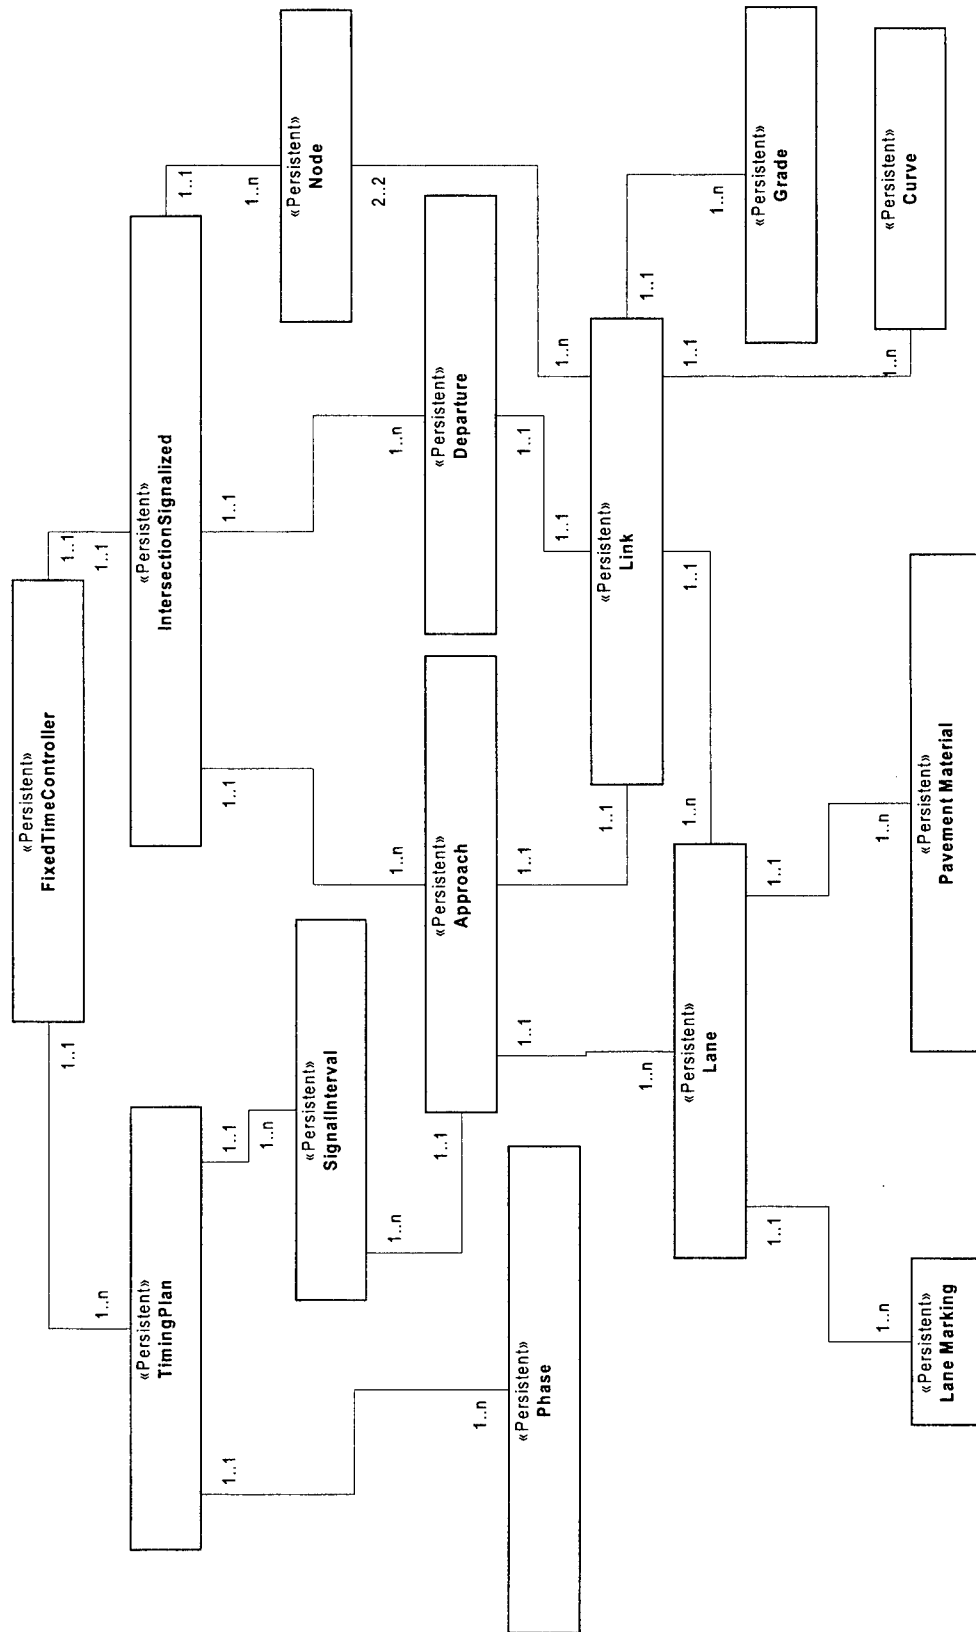 «Persistent»
FixedTimeController
1..1
1..1
1..n
1..1
«Persistent»
TimingPlan
«Persistent»
IntersectionSignalized
1..1
1..1
1..1
1..1
1..1
1..n
1..n
«Persistent»
SignalInterval
«Persistent»
Node
1..n
1..n
1..n
2..2
«Persistent»
Approach
«Persistent»
Departure
1..1
1..n
1..1
1..1
1..1
«Persistent»
Phase
1..1
1..1
1..n
«Persistent»
Link
1..n
1..n
1..1
1..1
1..1
«Persistent»
Lane
1..n
«Persistent»
Grade
1..1
1..1
1..n
1..n
1..n
«Persistent»
Lane Marking
«Persistent»
Pavement Material
«Persistent»
Curve